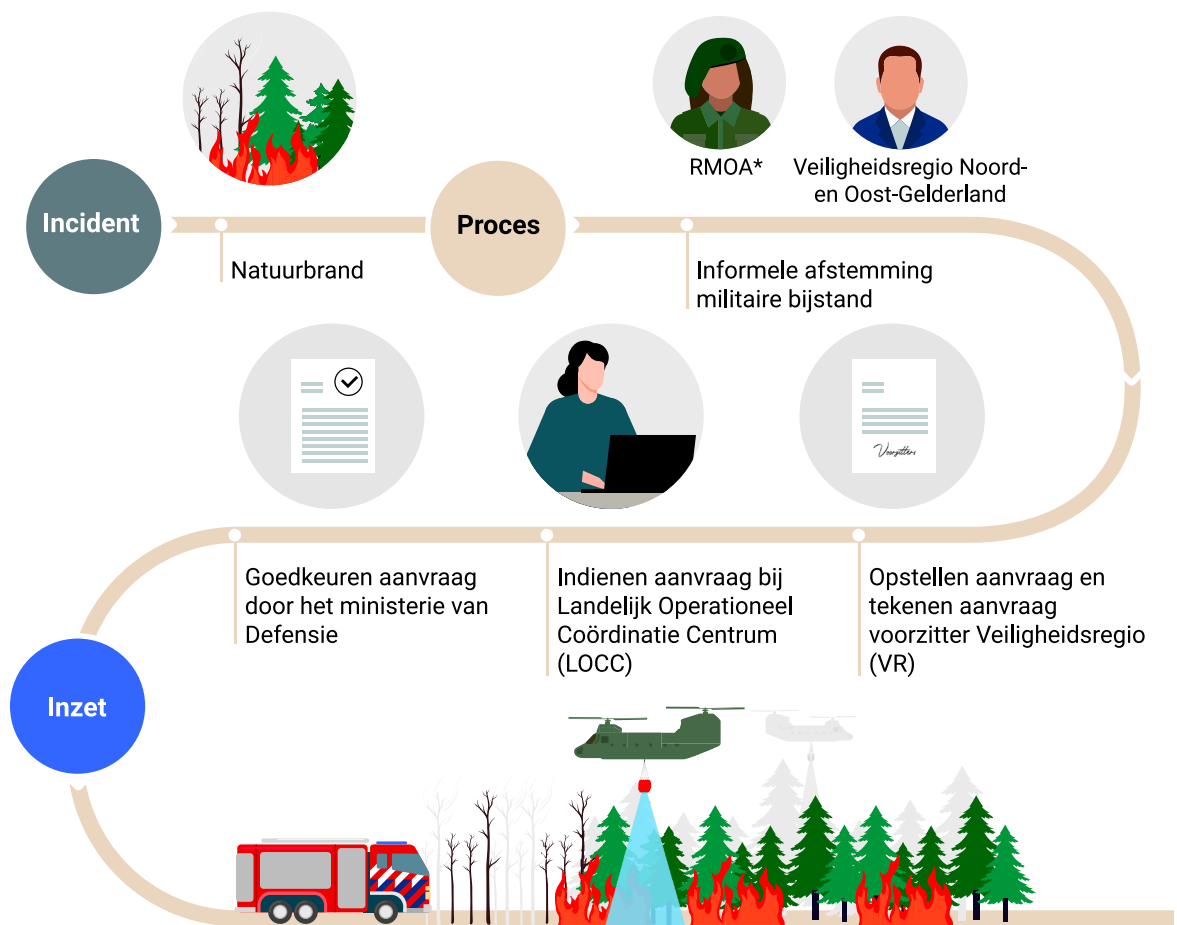 RMOA*
Veiligheidsregio Noord-
en Oost-Gelderland
Incident
Proces
Natuurbrand
Informele afstemming
militaire bijstand
Voorzitters
Goedkeuren aanvraag
door het ministerie van
Defensie
Indienen aanvraag bij
Landelijk Operationeel
Coördinatie Centrum
(LOCC)
Opstellen aanvraag en
tekenen aanvraag
voorzitter Veiligheidsregio
(VR)
Inzet